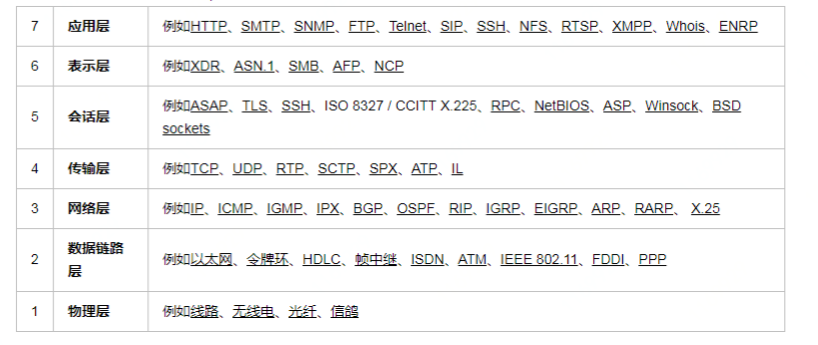 7 应用层 例如HTTP、SMTP、SNMP、FTP、Telnet、SIP、SSH、NFS、RTSP、XMPP、Whois、ENRP
6 表示层 例如XDR、ASN.1、SMB、AFP、NCP
5 会话层 例如ASAP、TLS、SSH、ISO 8327 / CCITT X.225、RPC、NetBIOS、ASP、Winsock、BSD
sockets
4 传输层 例如TCP、UDP、RTP、SCTP、SPX、ATP、IL
3 网络层 例如IP、ICMP、IGMP、IPX、BGP、OSPF、RIP、IGRP、EIGRP、ARP、RARP、 X.25
2 数据链路
层 例如以太网、令牌环、HDLC、帧中继、ISDN、ATM、IEEE 802.11、FDDI、PPP
1 物理层 例如线路、无线电、光纤、信鸽